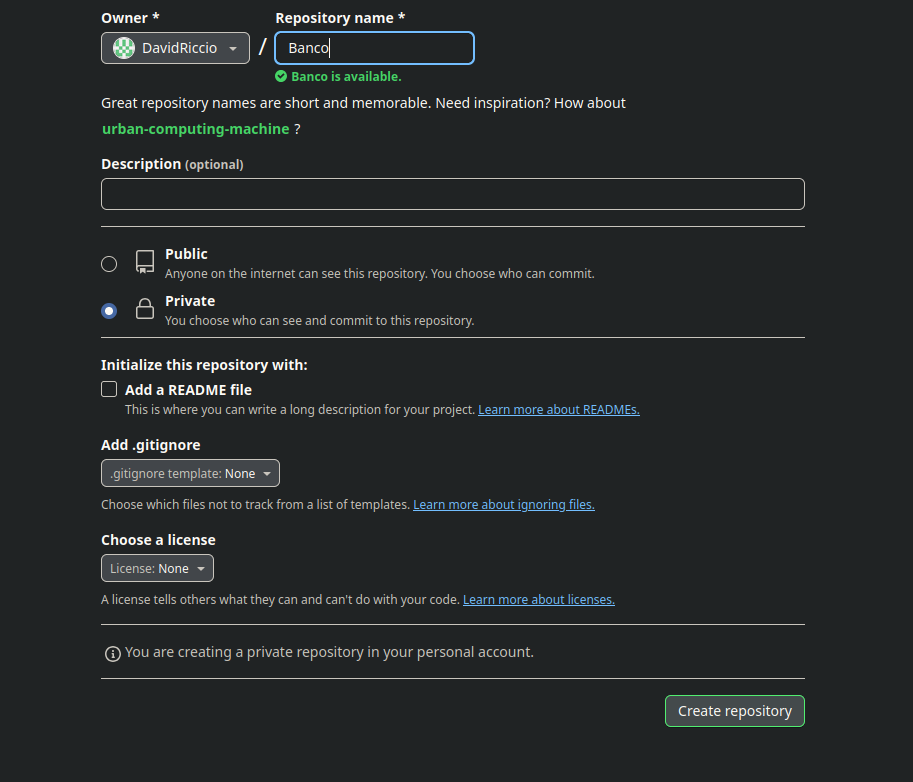 Owner *
Repository name *
DavidRiccio
/
Banco
Banco is available.
Great repository names are short and memorable. Need inspiration? How about
urban-computing-machine ?
Description (optional)
Public
Anyone on the internet can see this repository. You choose who can commit.
Private
You choose who can see and commit to this repository.
Initialize this repository with:
Add a README file
This is where you can write a long description for your project. Learn more about READMEs.
Add .gitignore
.gitignore template: None
Choose which files not to track from a list of templates. Learn more about ignoring files.
Choose a license
License: None
A license tells others what they can and can't do with your code. Learn more about licenses.
You are creating a private repository in your personal account.
Create repository